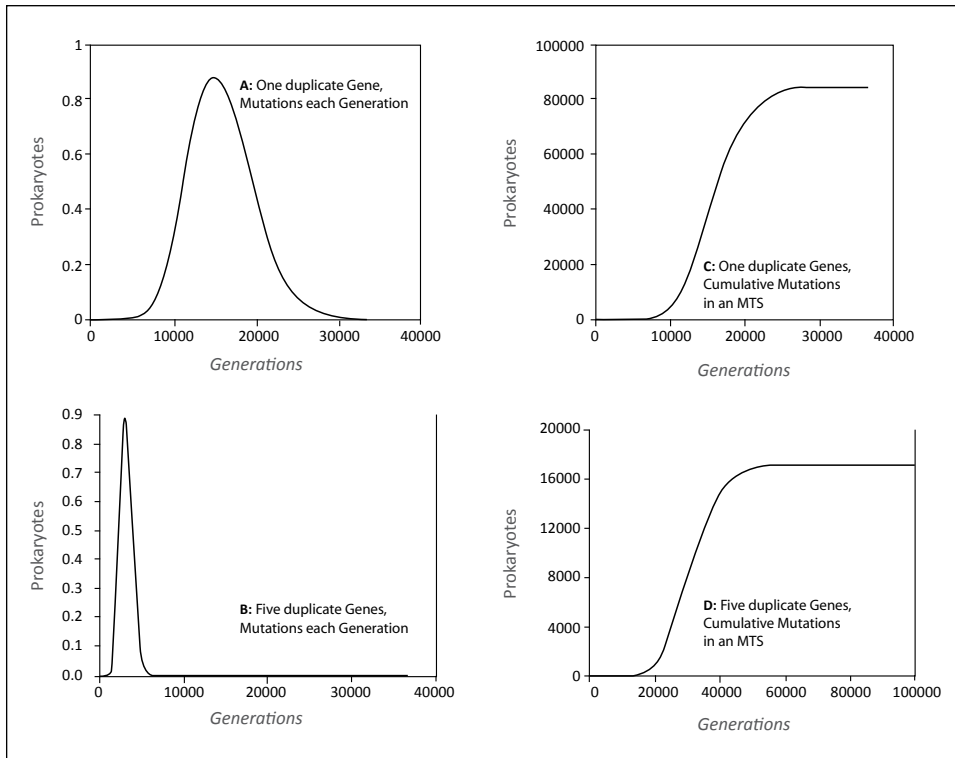 1
0.8
0.6
0.4
0.2
0
Prokaryotes
A: One duplicate Gene,
Mutations each Generation
0 10000 20000 30000 40000
Generations
100000
80000
60000
40000
20000
0
Prokaryotes
C: One duplicate Genes,
Cumulative Mutations
in an MTS
0 10000 20000 30000 40000
Generations
0.9
0.8
0.7
0.6
0.5
0.4
0.3
0.2
0.1
0.0
Prokaryotes
B: Five duplicate Genes,
Mutations each Generation
0 10000 20000 30000 40000
Generations
20000
16000
12000
8000
4000
0
Prokaryotes
D: Five duplicate Genes,
Cumulative Mutations
in an MTS
0 20000 40000 60000 80000 100000
Generations